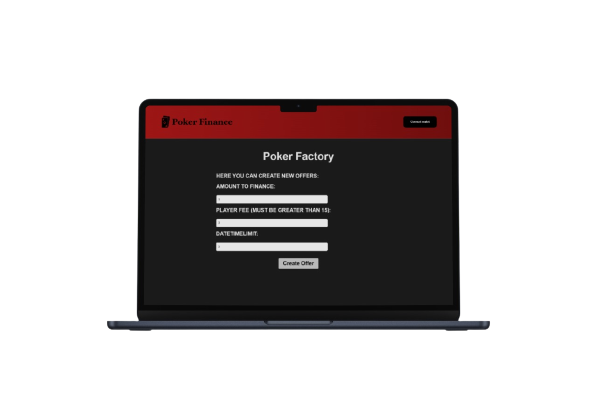 Poker Finance
Connect wallet
Poker Factory
HERE YOU CAN CREATE NEW OFFERS:
AMOUNT TO FINANCE:
PLAYER FEE (MUST BE GREATER THAN 15):
DATETIMELIMIT:
Create Offer